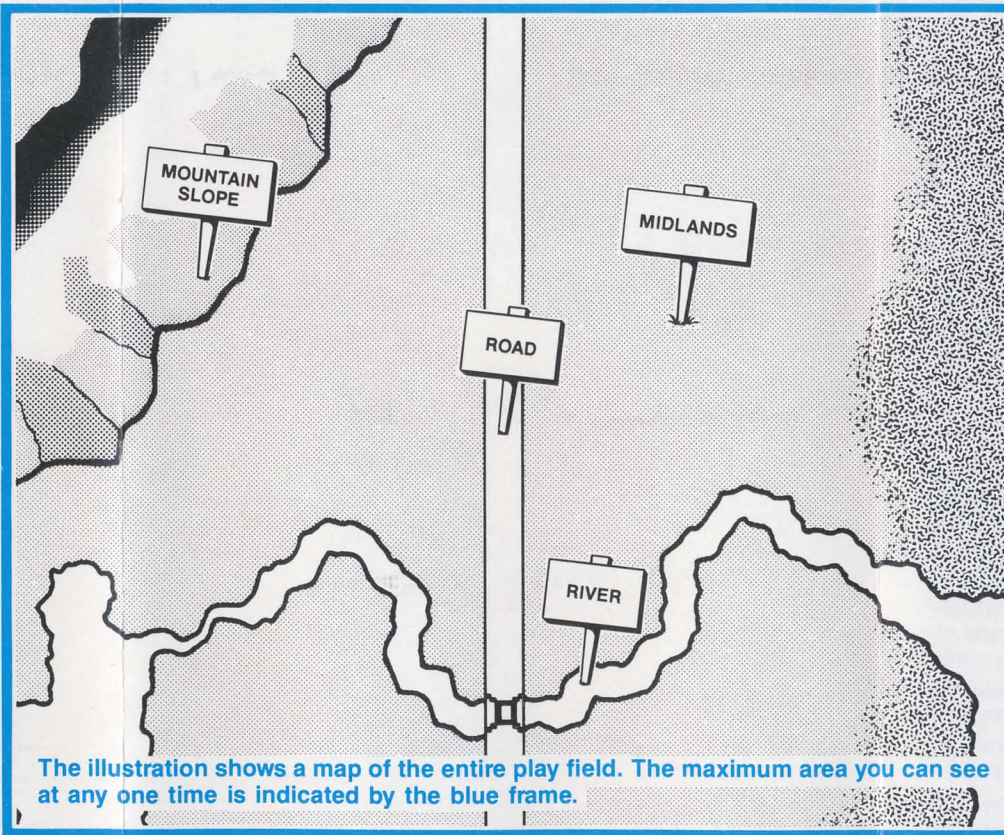 MOUNTAIN
SLOPE
MIDLANDS
ROAD
RIVER
The illustration shows a map of the entire play field. The maximum area you can see
at any one time is indicated by the blue frame.